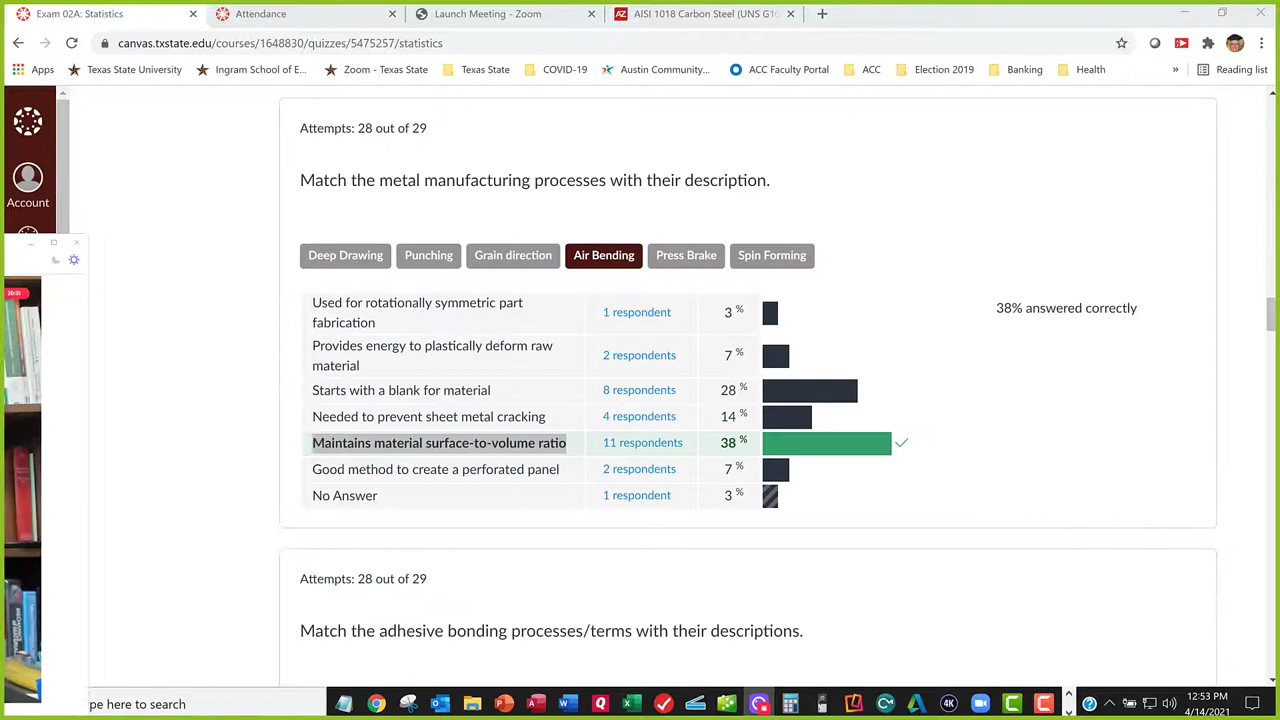 Exam 02A: Statistics
Attendance
Launch Meeting - Zoom
AZ
AISI 1018 Carbon Steel (UNS G10
canvas.txstate.edu/courses/1648830/quizzes/5475257/statistics
Apps
Texas State University
Ingram School of E...
Zoom - Texas State
Texas State
COVID-19
Austin Community...
ACC Faculty Portal
ACC
Election 2019
Banking
Health
»
Reading list
Account
20:31
Attempts: 28 out of 29
Match the metal manufacturing processes with their description.
Deep Drawing
Punching
Grain direction
Air Bending
Press Brake
Spin Forming
Used for rotationally symmetric part
fabrication
1 respondent
3 %
38% answered correctly
Provides energy to plastically deform raw
material
2 respondents
7 %
Starts with a blank for material
8 respondents
28 %
Needed to prevent sheet metal cracking
4 respondents
14 %
Maintains material surface-to-volume ratio
11 respondents
38 %
Good method to create a perforated panel
2 respondents
7 %
No Answer
1 respondent
3 %
Attempts: 28 out of 29
Match the adhesive bonding processes/terms with their descriptions.
pe here to search
4K
12:53 PM
4/14/2021